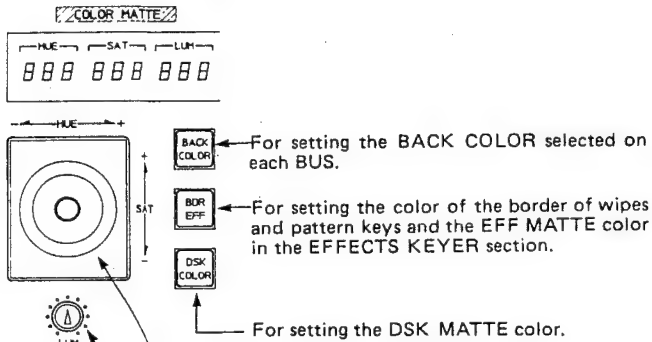 COLOR MATTE
HUE SAT LUM
888 888 888
- HUE +
BACK COLOR
For setting the BACK COLOR selected on
each BUS.
+
SAT
-
BDR EFF
For setting the color of the border of wipes
and pattern keys and the EFF MATTE color
in the EFFECTS KEYER section.
DSK COLOR
For setting the DSK MATTE color.
LUM